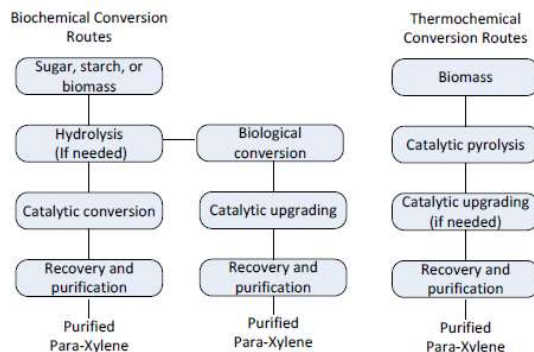 Biochemical Conversion
Routes
Sugar, starch, or
biomass
Hydrolysis
(If needed)
Catalytic conversion
Recovery and
purification
Purified
Para-Xylene
Biological
conversion
Catalytic upgrading
Recovery and
purification
Purified
Para-Xylene
Thermochemical
Conversion Routes
Biomass
Catalytic pyrolysis
Catalytic upgrading
(if needed)
Recovery and
purification
Purified
Para-Xylene